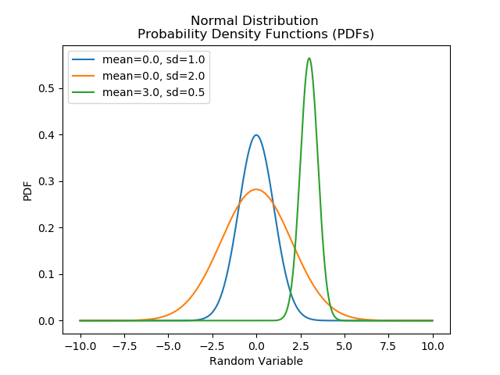 Normal Distribution
Probability Density Functions (PDFs)
mean=0.0, sd=1.0
mean=0.0, sd=2.0
mean=3.0, sd=0.5
PDF
0.5
0.4
0.3
0.2
0.1
0.0
−10.0 −7.5 −5.0 −2.5 0.0 2.5 5.0 7.5 10.0
Random Variable